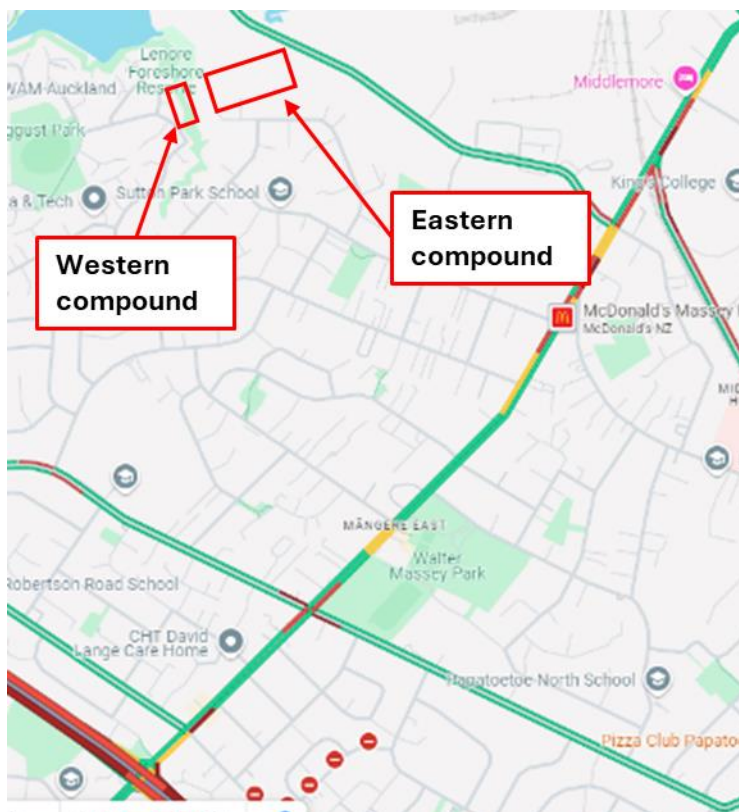 Lenore
Foreshore
Reserve
WAM-Auckland
Middlemore
King's College
Sutton Park School
a & Tech
Eastern
compound
Western
compound
McDonald's Massey
McDonald's NZ
MĀNGERE EAST
Walter
Massey Park
Robertson Road School
CHT David
Lange Care Home
Papatoetoe North School
Pizza Club Papato